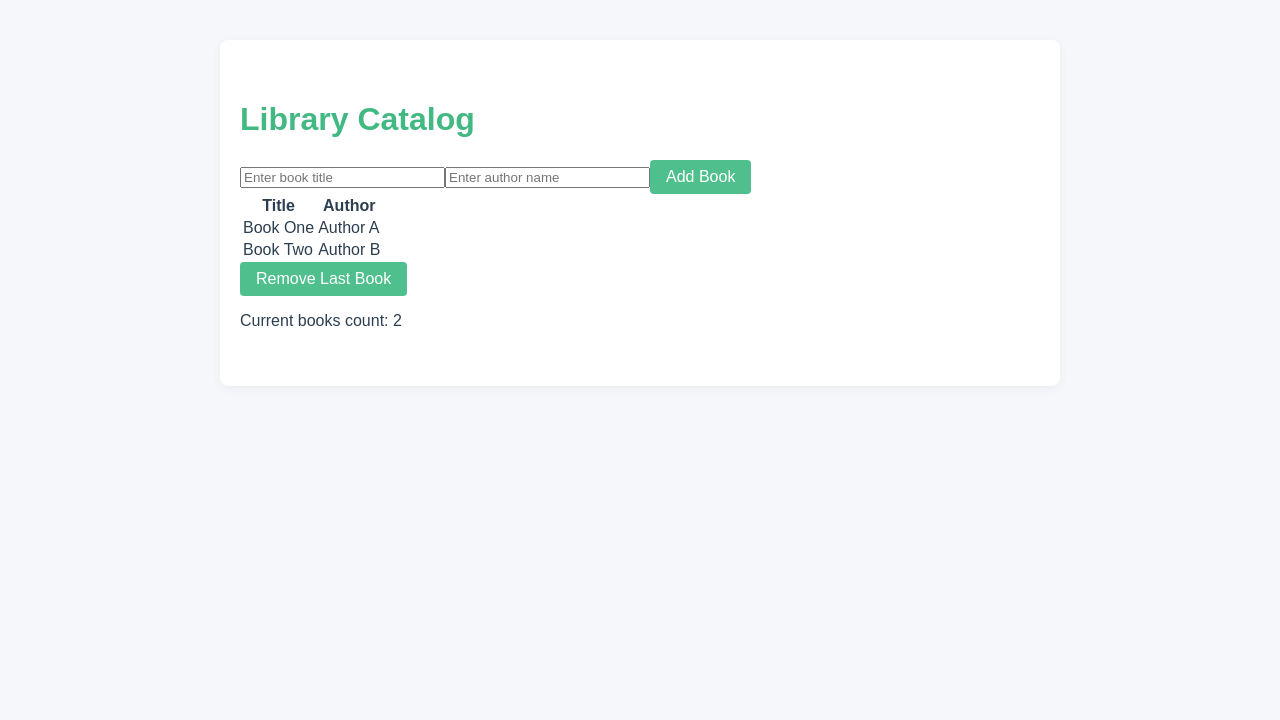 Library Catalog
Enter book title Enter author name Add Book
Title Author
Book One Author A
Book Two Author B
Remove Last Book
Current books count: 2